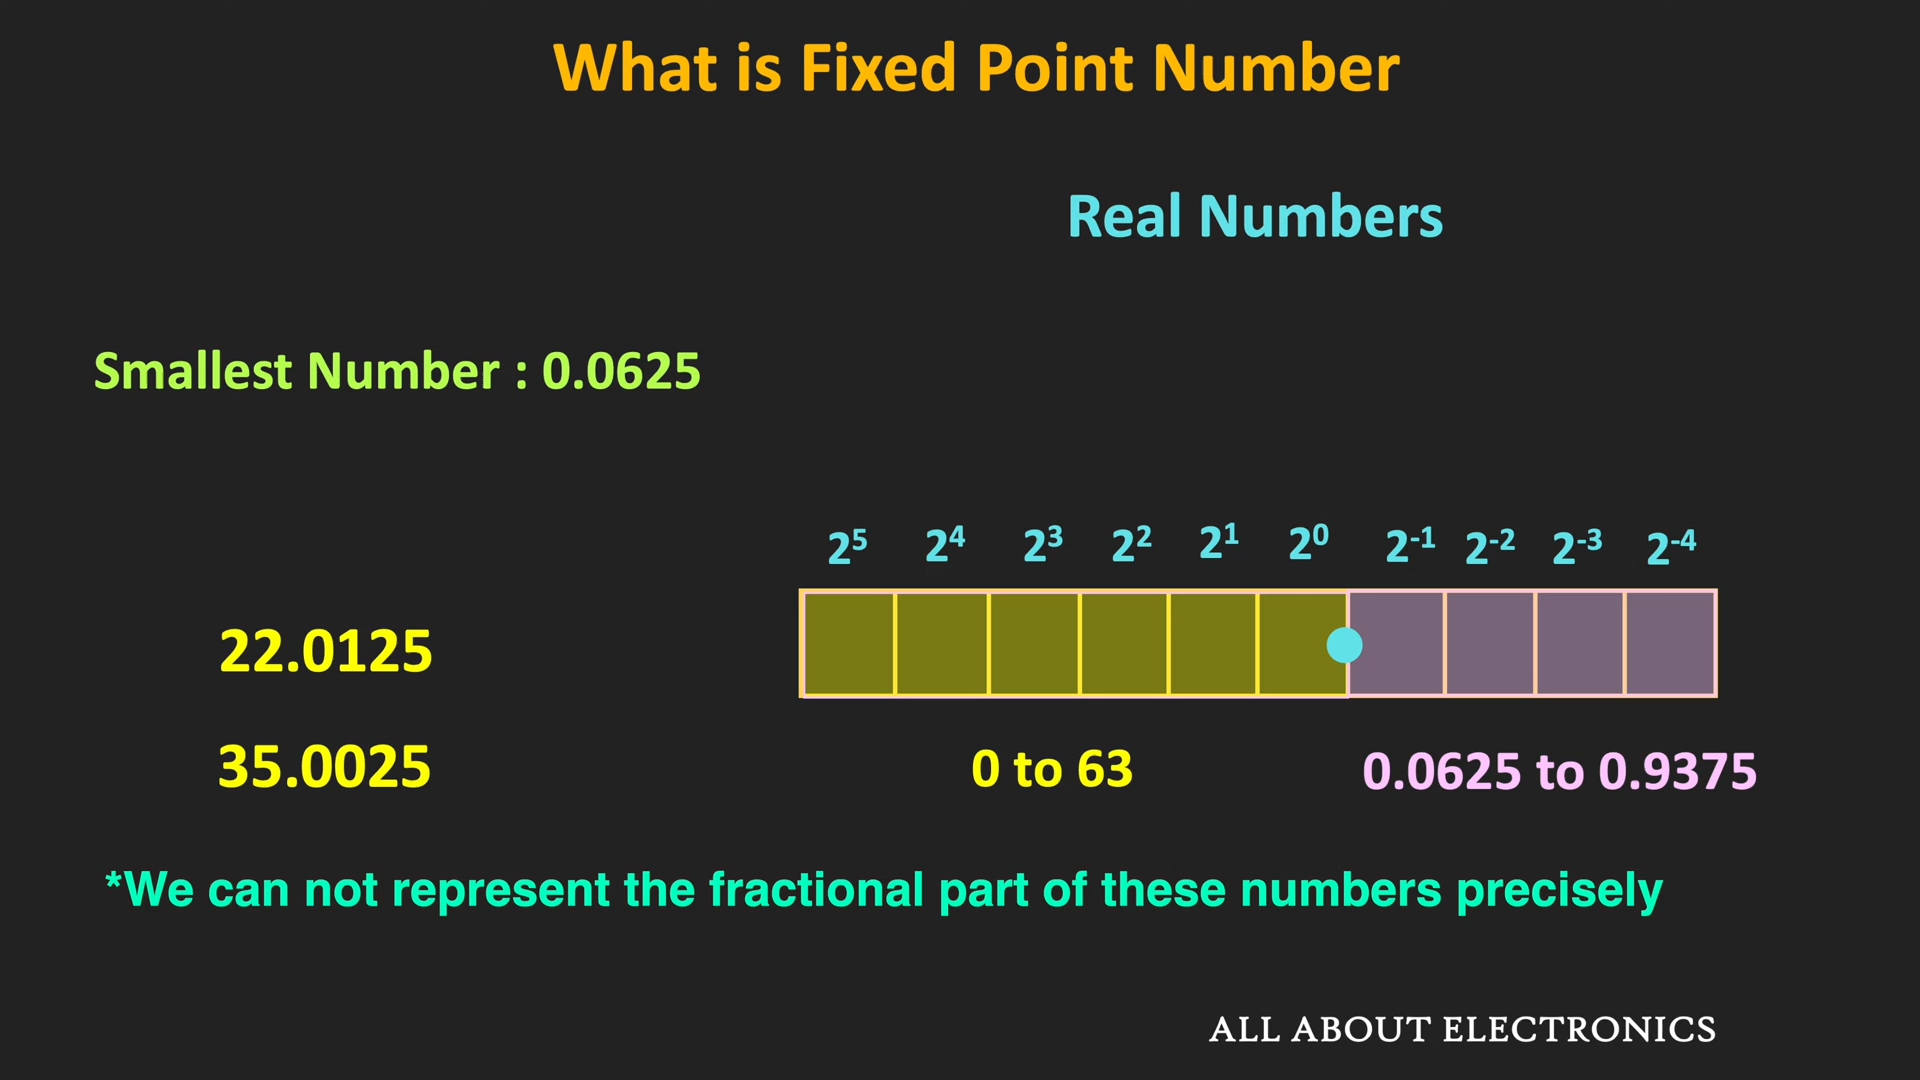 What is Fixed Point Number
Real Numbers
Smallest Number : 0.0625
2⁵ 2⁴ 2³ 2² 2¹ 2⁰ 2⁻¹ 2⁻² 2⁻³ 2⁻⁴
22.0125
35.0025
0 to 63
0.0625 to 0.9375
*We can not represent the fractional part of these numbers precisely
ALL ABOUT ELECTRONICS